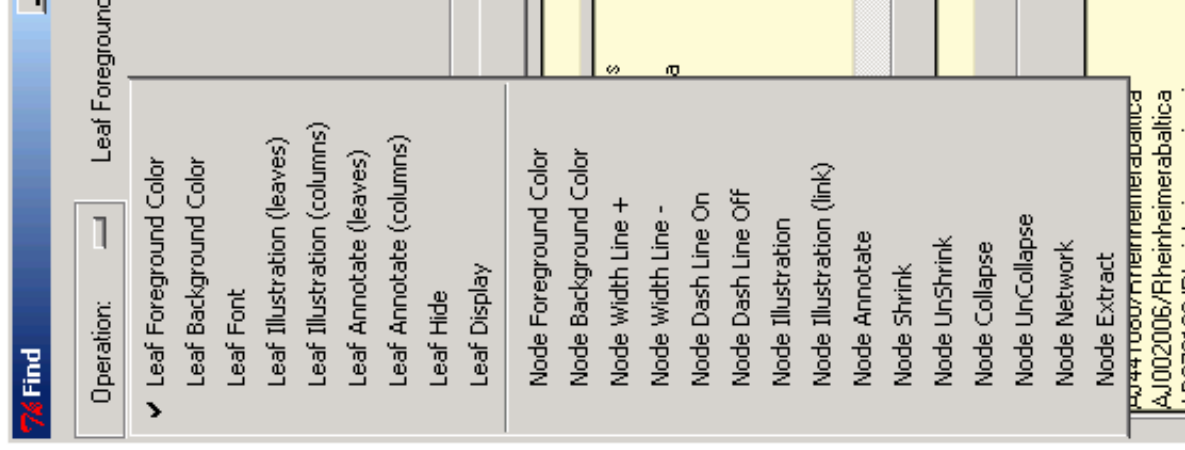 Find
Operation:
Leaf Foreground
Leaf Foreground Color
Leaf Background Color
Leaf Font
Leaf Illustration (leaves)
Leaf Illustration (columns)
Leaf Annotate (leaves)
Leaf Annotate (columns)
Leaf Hide
Leaf Display
Node Foreground Color
Node Background Color
Node Width Line +
Node Width Line -
Node Dash Line On
Node Dash Line Off
Node Illustration
Node Illustration (link)
Node Annotate
Node Shrink
Node UnShrink
Node Collapse
Node UnCollapse
Node Network
Node Extract
s
a
AJ002006/Rheinheimerabaltica